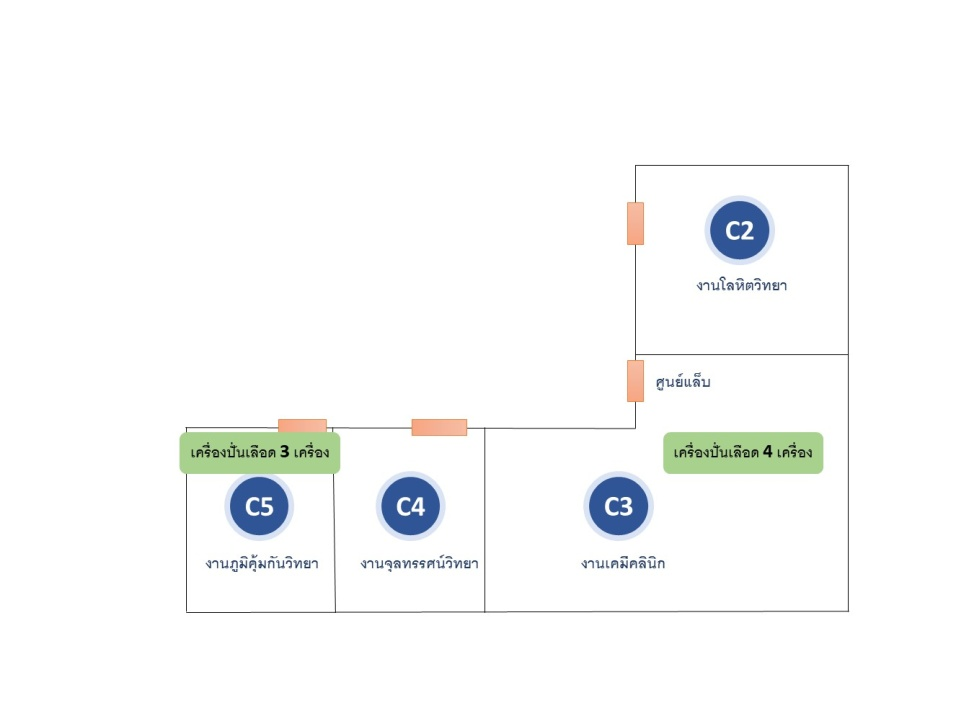 C2
งานโลหิตวิทยา
ศูนย์แล็บ
เครื่องปั่นเลือด 3 เครื่อง
เครื่องปั่นเลือด 4 เครื่อง
C5
C4
C3
งานภูมิคุ้มกันวิทยา
งานจุลทรรศน์วิทยา
งานเคมีคลินิก